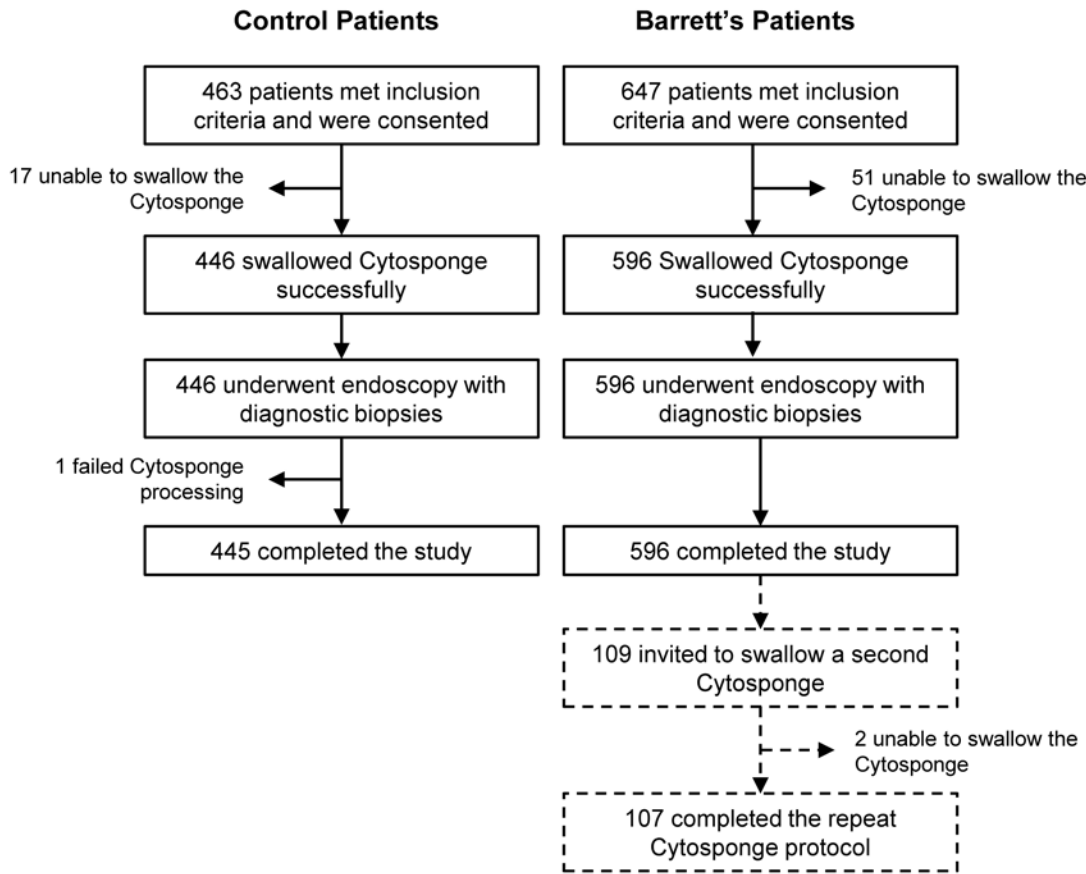 Control Patients
463 patients met inclusion
criteria and were consented
17 unable to swallow the
Cytosponge
446 swallowed Cytosponge
successfully
446 underwent endoscopy with
diagnostic biopsies
1 failed Cytosponge
processing
445 completed the study
Barrett's Patients
647 patients met inclusion
criteria and were consented
51 unable to swallow the
Cytosponge
596 Swallowed Cytosponge
successfully
596 underwent endoscopy with
diagnostic biopsies
596 completed the study
109 invited to swallow a second
Cytosponge
2 unable to swallow the
Cytosponge
107 completed the repeat
Cytosponge protocol